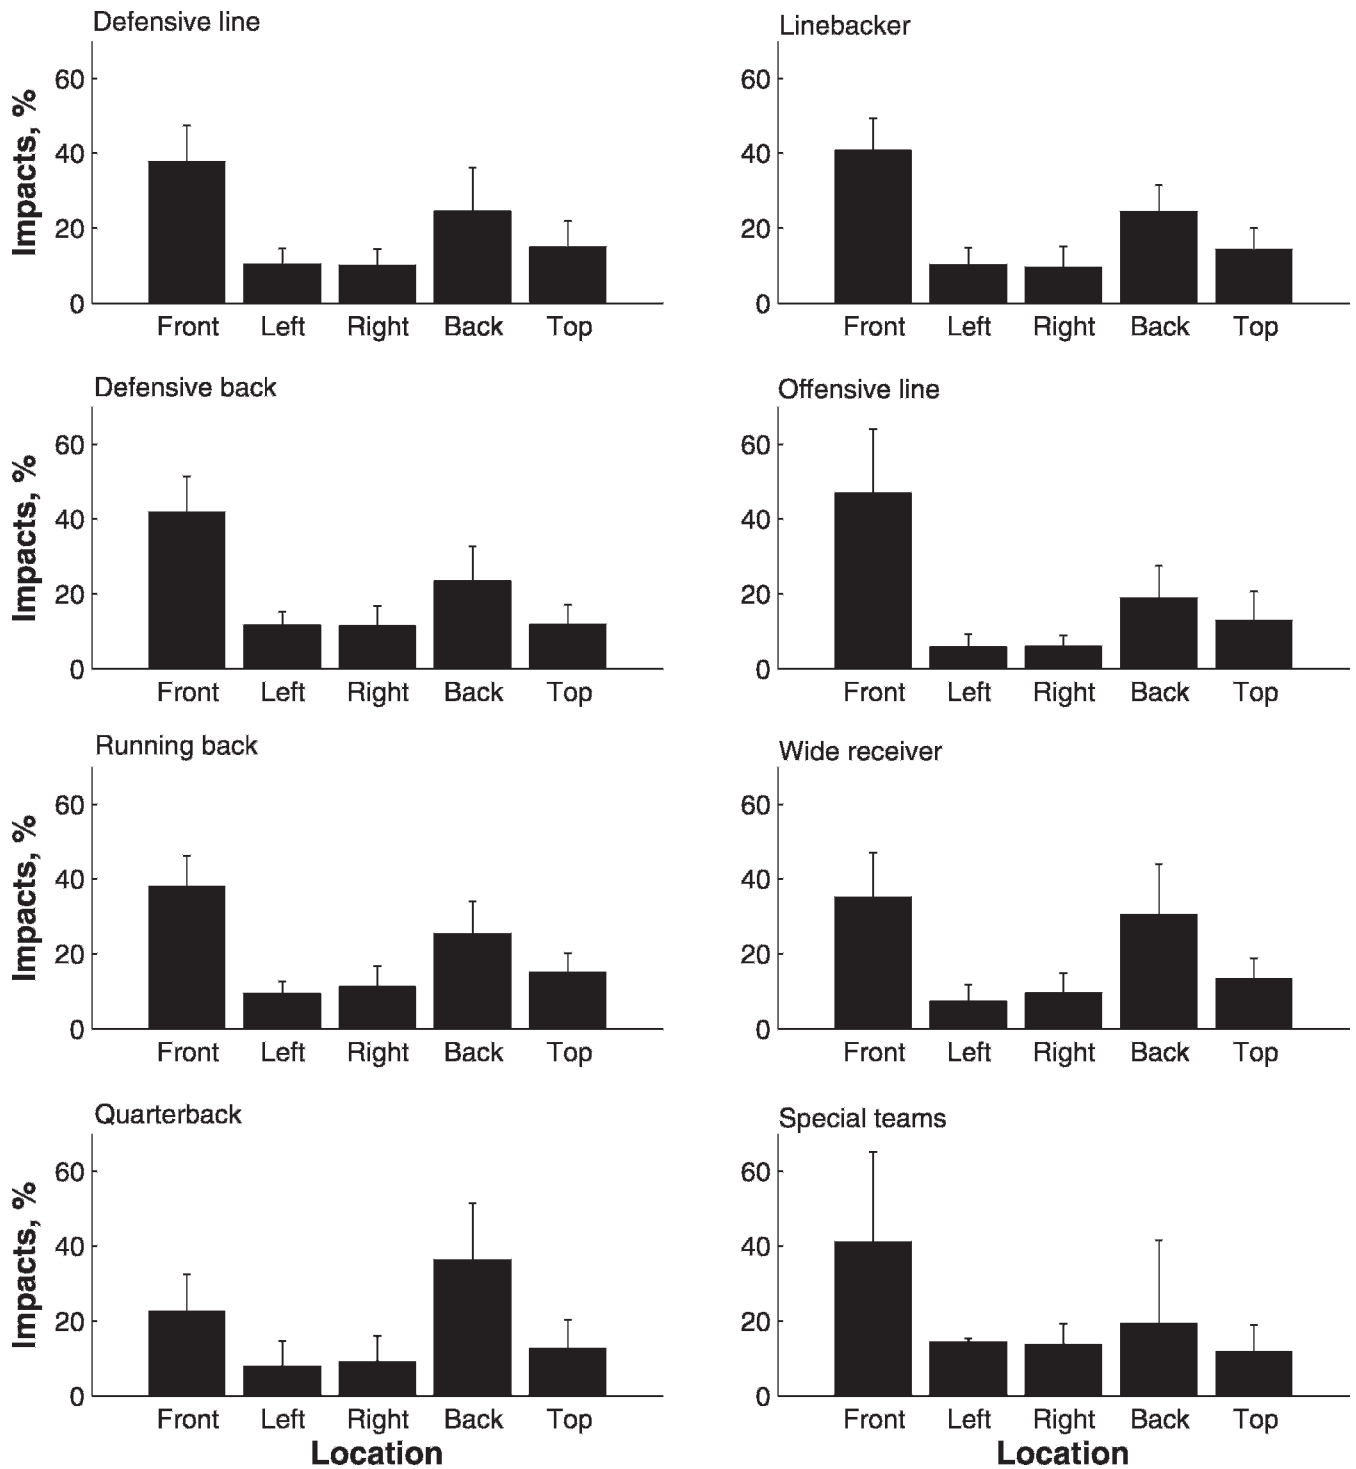 Defensive line
Impacts, %
60
40
20
0
Front Left Right Back Top
Linebacker
60
40
20
0
Front Left Right Back Top
Defensive back
Impacts, %
60
40
20
0
Front Left Right Back Top
Offensive line
60
40
20
0
Front Left Right Back Top
Running back
Impacts, %
60
40
20
0
Front Left Right Back Top
Wide receiver
60
40
20
0
Front Left Right Back Top
Quarterback
Impacts, %
60
40
20
0
Front Left Right Back Top
Location
Special teams
60
40
20
0
Front Left Right Back Top
Location